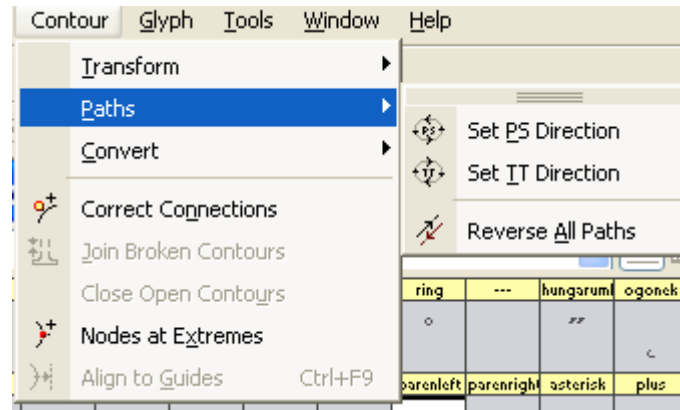 Contour Glyph Tools Window Help
Transform
Paths
Convert
Correct Connections
Join Broken Contours
Close Open Contours
Nodes at Extremes
Align to Guides Ctrl+F9
Set PS Direction
Set TT Direction
Reverse All Paths
ring --- hungaruml ogonek
parenleft parenright asterisk plus